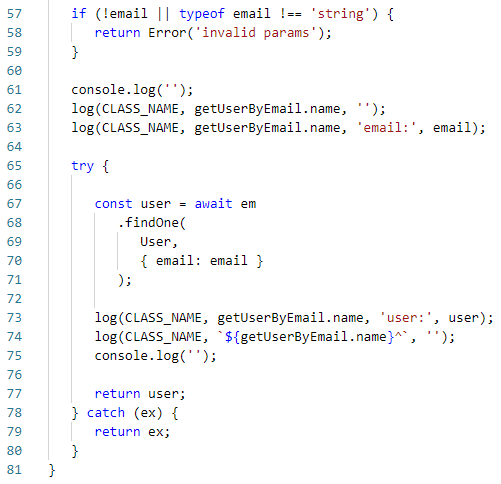 57 if (!email || typeof email !== 'string') {
58 return Error('invalid params');
59 }
60
61 console.log('');
62 log(CLASS_NAME, getUserByEmail.name, '');
63 log(CLASS_NAME, getUserByEmail.name, 'email:', email);
64
65 try {
66
67 const user = await em
68 .findOne(
69 User,
70 { email: email }
71 );
72
73 log(CLASS_NAME, getUserByEmail.name, 'user:', user);
74 log(CLASS_NAME, `${getUserByEmail.name}^`, '');
75 console.log('');
76
77 return user;
78 } catch (ex) {
79 return ex;
80 }
81 }